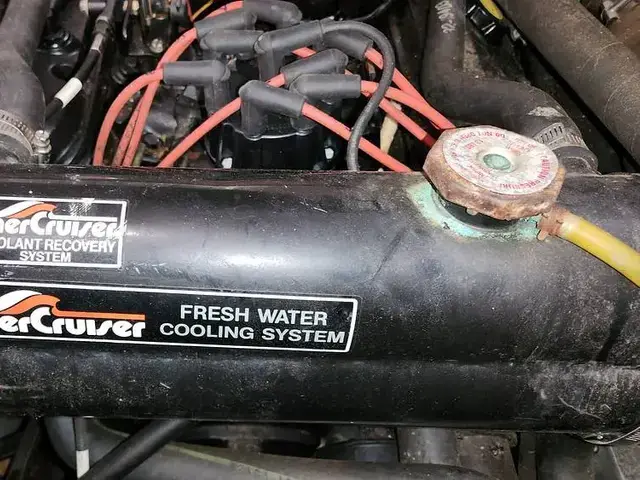 erCruiser
OLANT RECOVERY
SYSTEM
erCruiser
FRESH WATER
COOLING SYSTEM